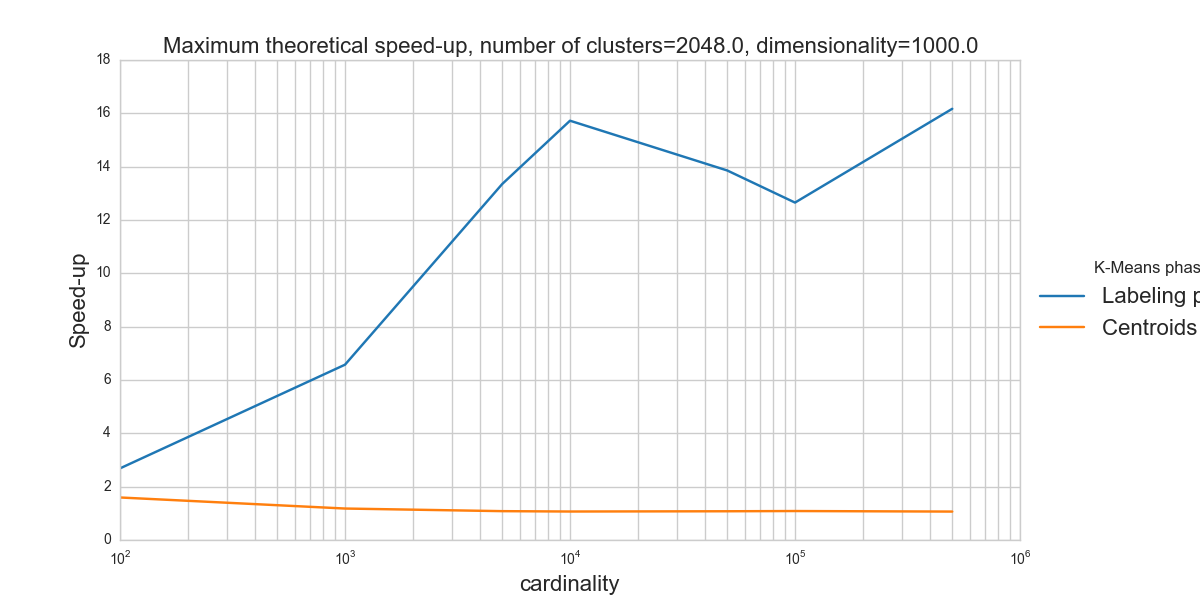 Maximum theoretical speed-up, number of clusters=2048.0, dimensionality=1000.0
18
16
14
12
10
8
6
4
2
0
Speed-up
10² 10³ 10⁴ 10⁵ 10⁶
cardinality
K-Means phas
Labeling p
Centroids